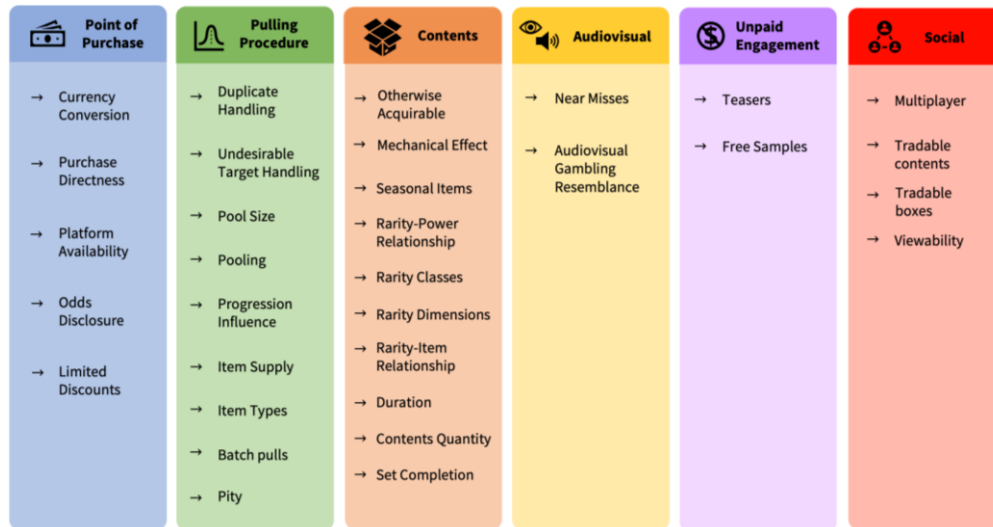 Point of
Purchase
Currency
Conversion
Purchase
Directness
Platform
Availability
Odds
Disclosure
Limited
Discounts
Pulling
Procedure
Duplicate
Handling
Undesirable
Target Handling
Pool Size
Pooling
Progression
Influence
Item Supply
Item Types
Batch pulls
Pity
Contents
Otherwise
Acquirable
Mechanical Effect
Seasonal Items
Rarity-Power
Relationship
Rarity Classes
Rarity Dimensions
Rarity-Item
Relationship
Duration
Contents Quantity
Set Completion
Audiovisual
Near Misses
Audiovisual
Gambling
Resemblance
Unpaid
Engagement
Teasers
Free Samples
Social
Multiplayer
Tradable
contents
Tradable
boxes
Viewability